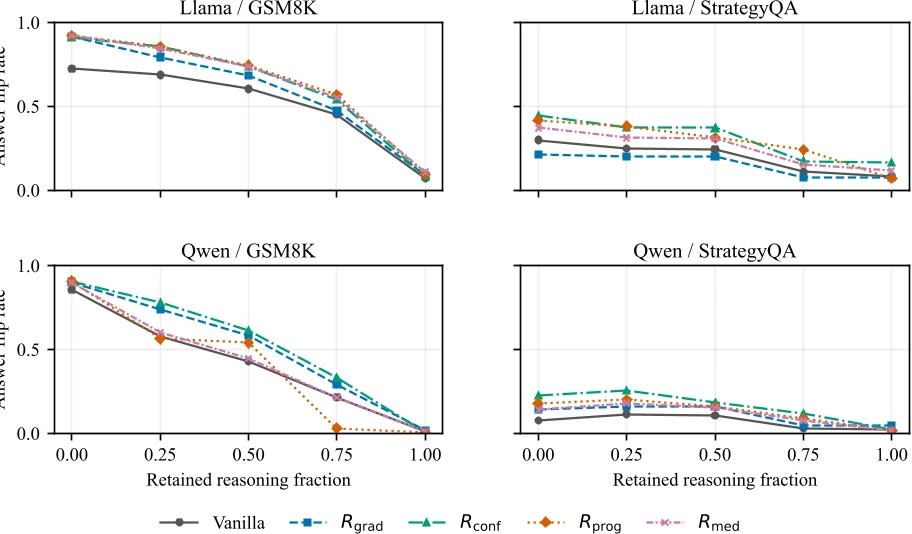 Llama / GSM8K
Llama / StrategyQA
1.0
0.5
0.0
Qwen / GSM8K
Qwen / StrategyQA
1.0
0.5
0.0
0.00 0.25 0.50 0.75 1.00
0.00 0.25 0.50 0.75 1.00
Retained reasoning fraction
Retained reasoning fraction
Vanilla R_grad R_conf R_prog R_med